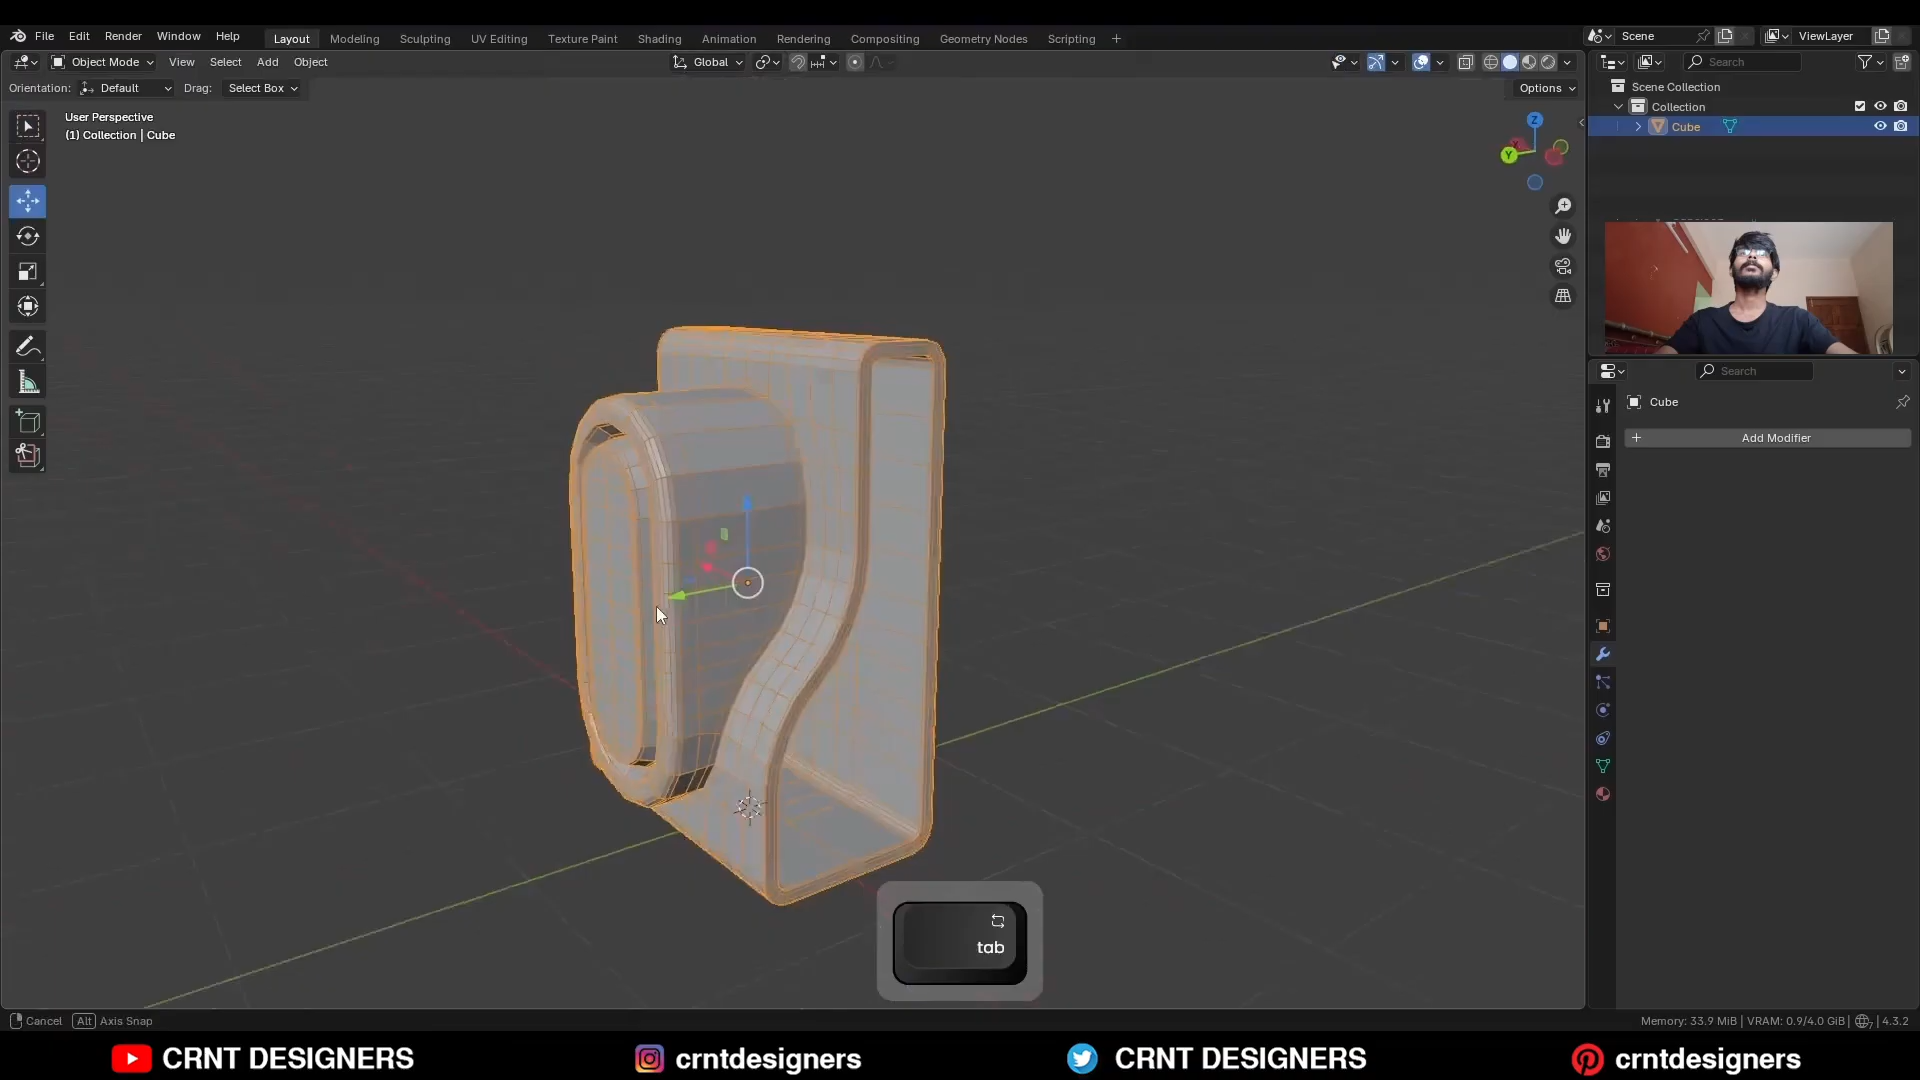 File Edit Render Window Help
Layout Modeling Sculpting UV Editing Texture Paint Shading Animation Rendering Compositing Geometry Nodes Scripting +
Scene ViewLayer
Object Mode View Select Add Object
Global
Search
Orientation: Default Drag: Select Box
Options
Scene Collection
Collection
Cube
User Perspective
(1) Collection | Cube
Z
Y
Search
Cube
+ Add Modifier
tab
Cancel Alt Axis Snap
Memory: 33.9 MiB | VRAM: 0.9/4.0 GiB | 4.3.2
CRNT DESIGNERS crntdesigners CRNT DESIGNERS crntdesigners